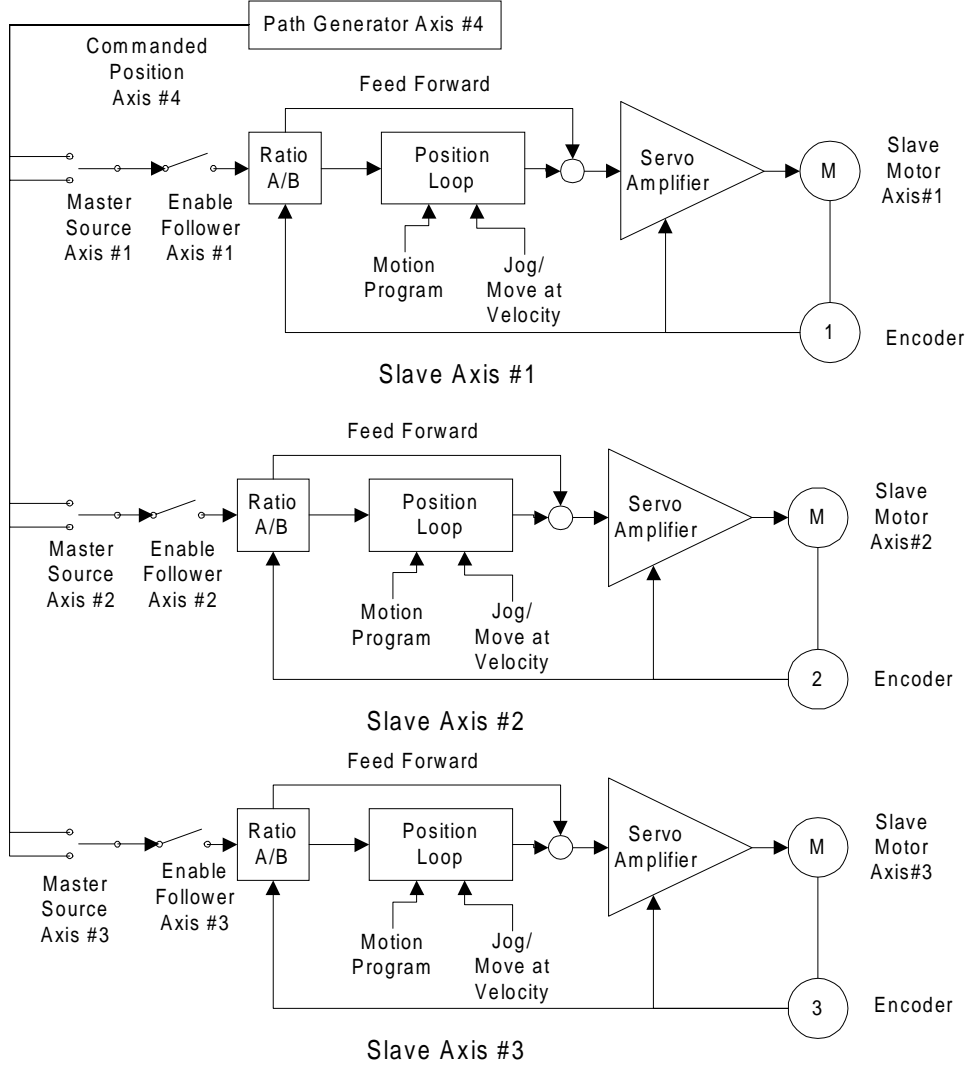 Path Generator Axis #4
Commanded
Position
Axis #4
Feed Forward
Ratio
A/B
Position
Loop
Servo
Amplifier
M
Slave
Motor
Axis#1
Master
Source
Axis #1
Enable
Follower
Axis #1
Motion
Program
Jog/
Move at
Velocity
1
Encoder
Slave Axis #1
Feed Forward
Ratio
A/B
Position
Loop
Servo
Amplifier
M
Slave
Motor
Axis#2
Master
Source
Axis #2
Enable
Follower
Axis #2
Motion
Program
Jog/
Move at
Velocity
2
Encoder
Slave Axis #2
Feed Forward
Ratio
A/B
Position
Loop
Servo
Amplifier
M
Slave
Motor
Axis#3
Master
Source
Axis #3
Enable
Follower
Axis #3
Motion
Program
Jog/
Move at
Velocity
3
Encoder
Slave Axis #3